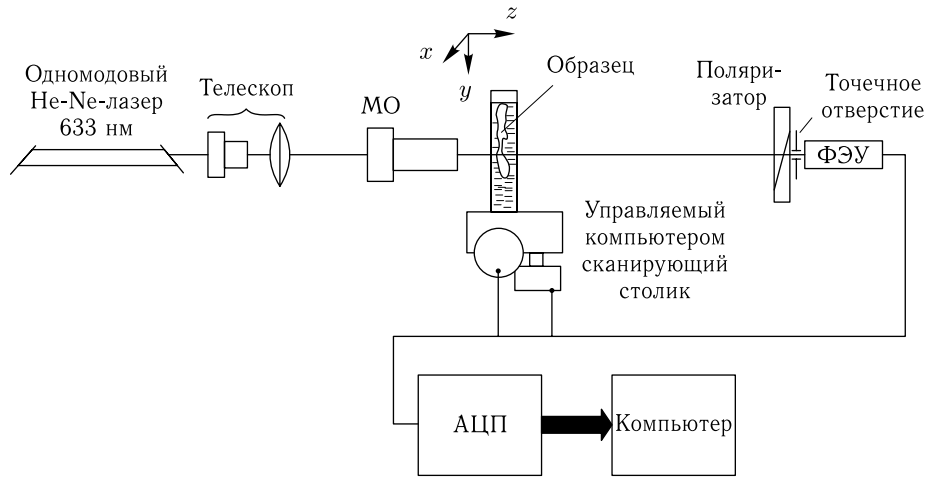 z
x
y
Одномодовый
He-Ne-лазер
633 нм
Телескоп
МО
Образец
Поляри-
затор
Точечное
отверстие
ФЭУ
Управляемый
компьютером
сканирующий
столик
АЦП
Компьютер